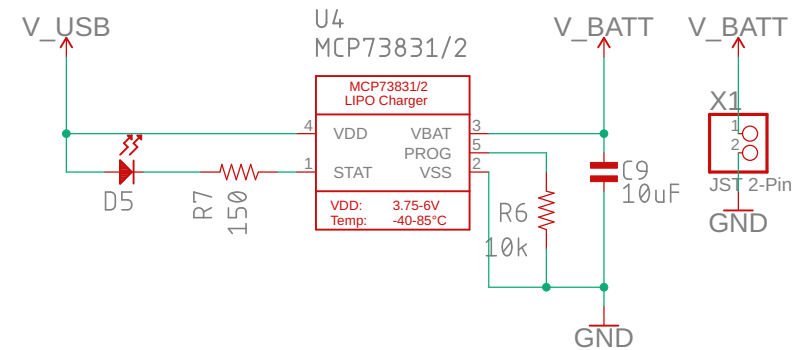 V_USB
U4
MCP73831/2
V_BATT
V_BATT
MCP73831/2
LIPO Charger
4 VDD VBAT 3
PROG 5
1 STAT VSS 2
VDD: 3.75-6V
Temp: -40-85°C
D5
R7
150
R6
10k
C9
10uF
GND
X1
1
2
JST 2-Pin
GND